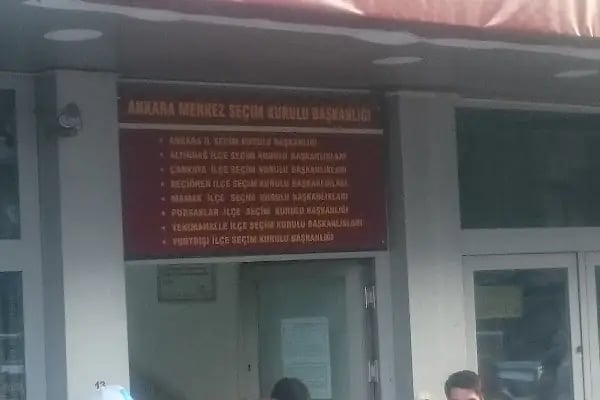 ANKARA MERKEZ SEÇİM KURULU BAŞKANLIĞI
• ANKARA İL SEÇİM KURULU BAŞKANLIĞI
• ALTINDAĞ İLÇE SEÇİM KURULU BAŞKANLIKLARI
• ÇANKAYA İLÇE SEÇİM KURULU BAŞKANLIKLARI
• KEÇİÖREN İLÇE SEÇİM KURULU BAŞKANLIKLARI
• MAMAK İLÇE SEÇİM KURULU BAŞKANLIKLARI
• PURSAKLAR İLÇE SEÇİM KURULU BAŞKANLIĞI
• YENİMAHALLE İLÇE SEÇİM KURULU BAŞKANLIKLARI
• YURTDIŞI İLÇE SEÇİM KURULU BAŞKANLIĞI
13